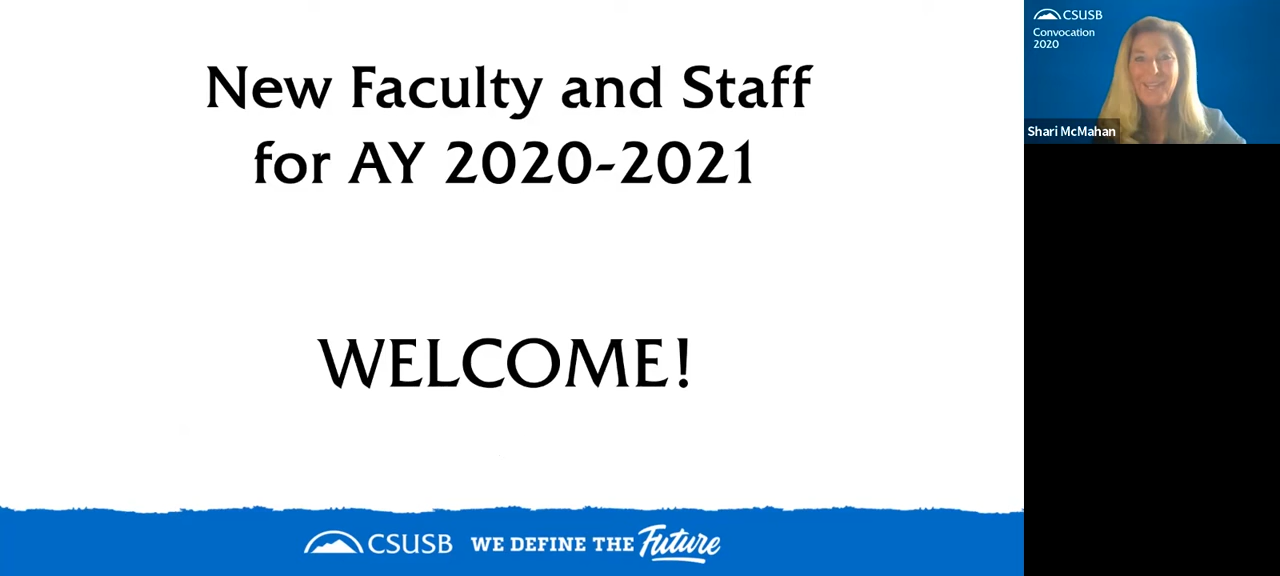 New Faculty and Staff
for AY 2020-2021
WELCOME!
CSUSB WE DEFINE THE Future
CSUSB
Convocation
2020
Shari McMahan